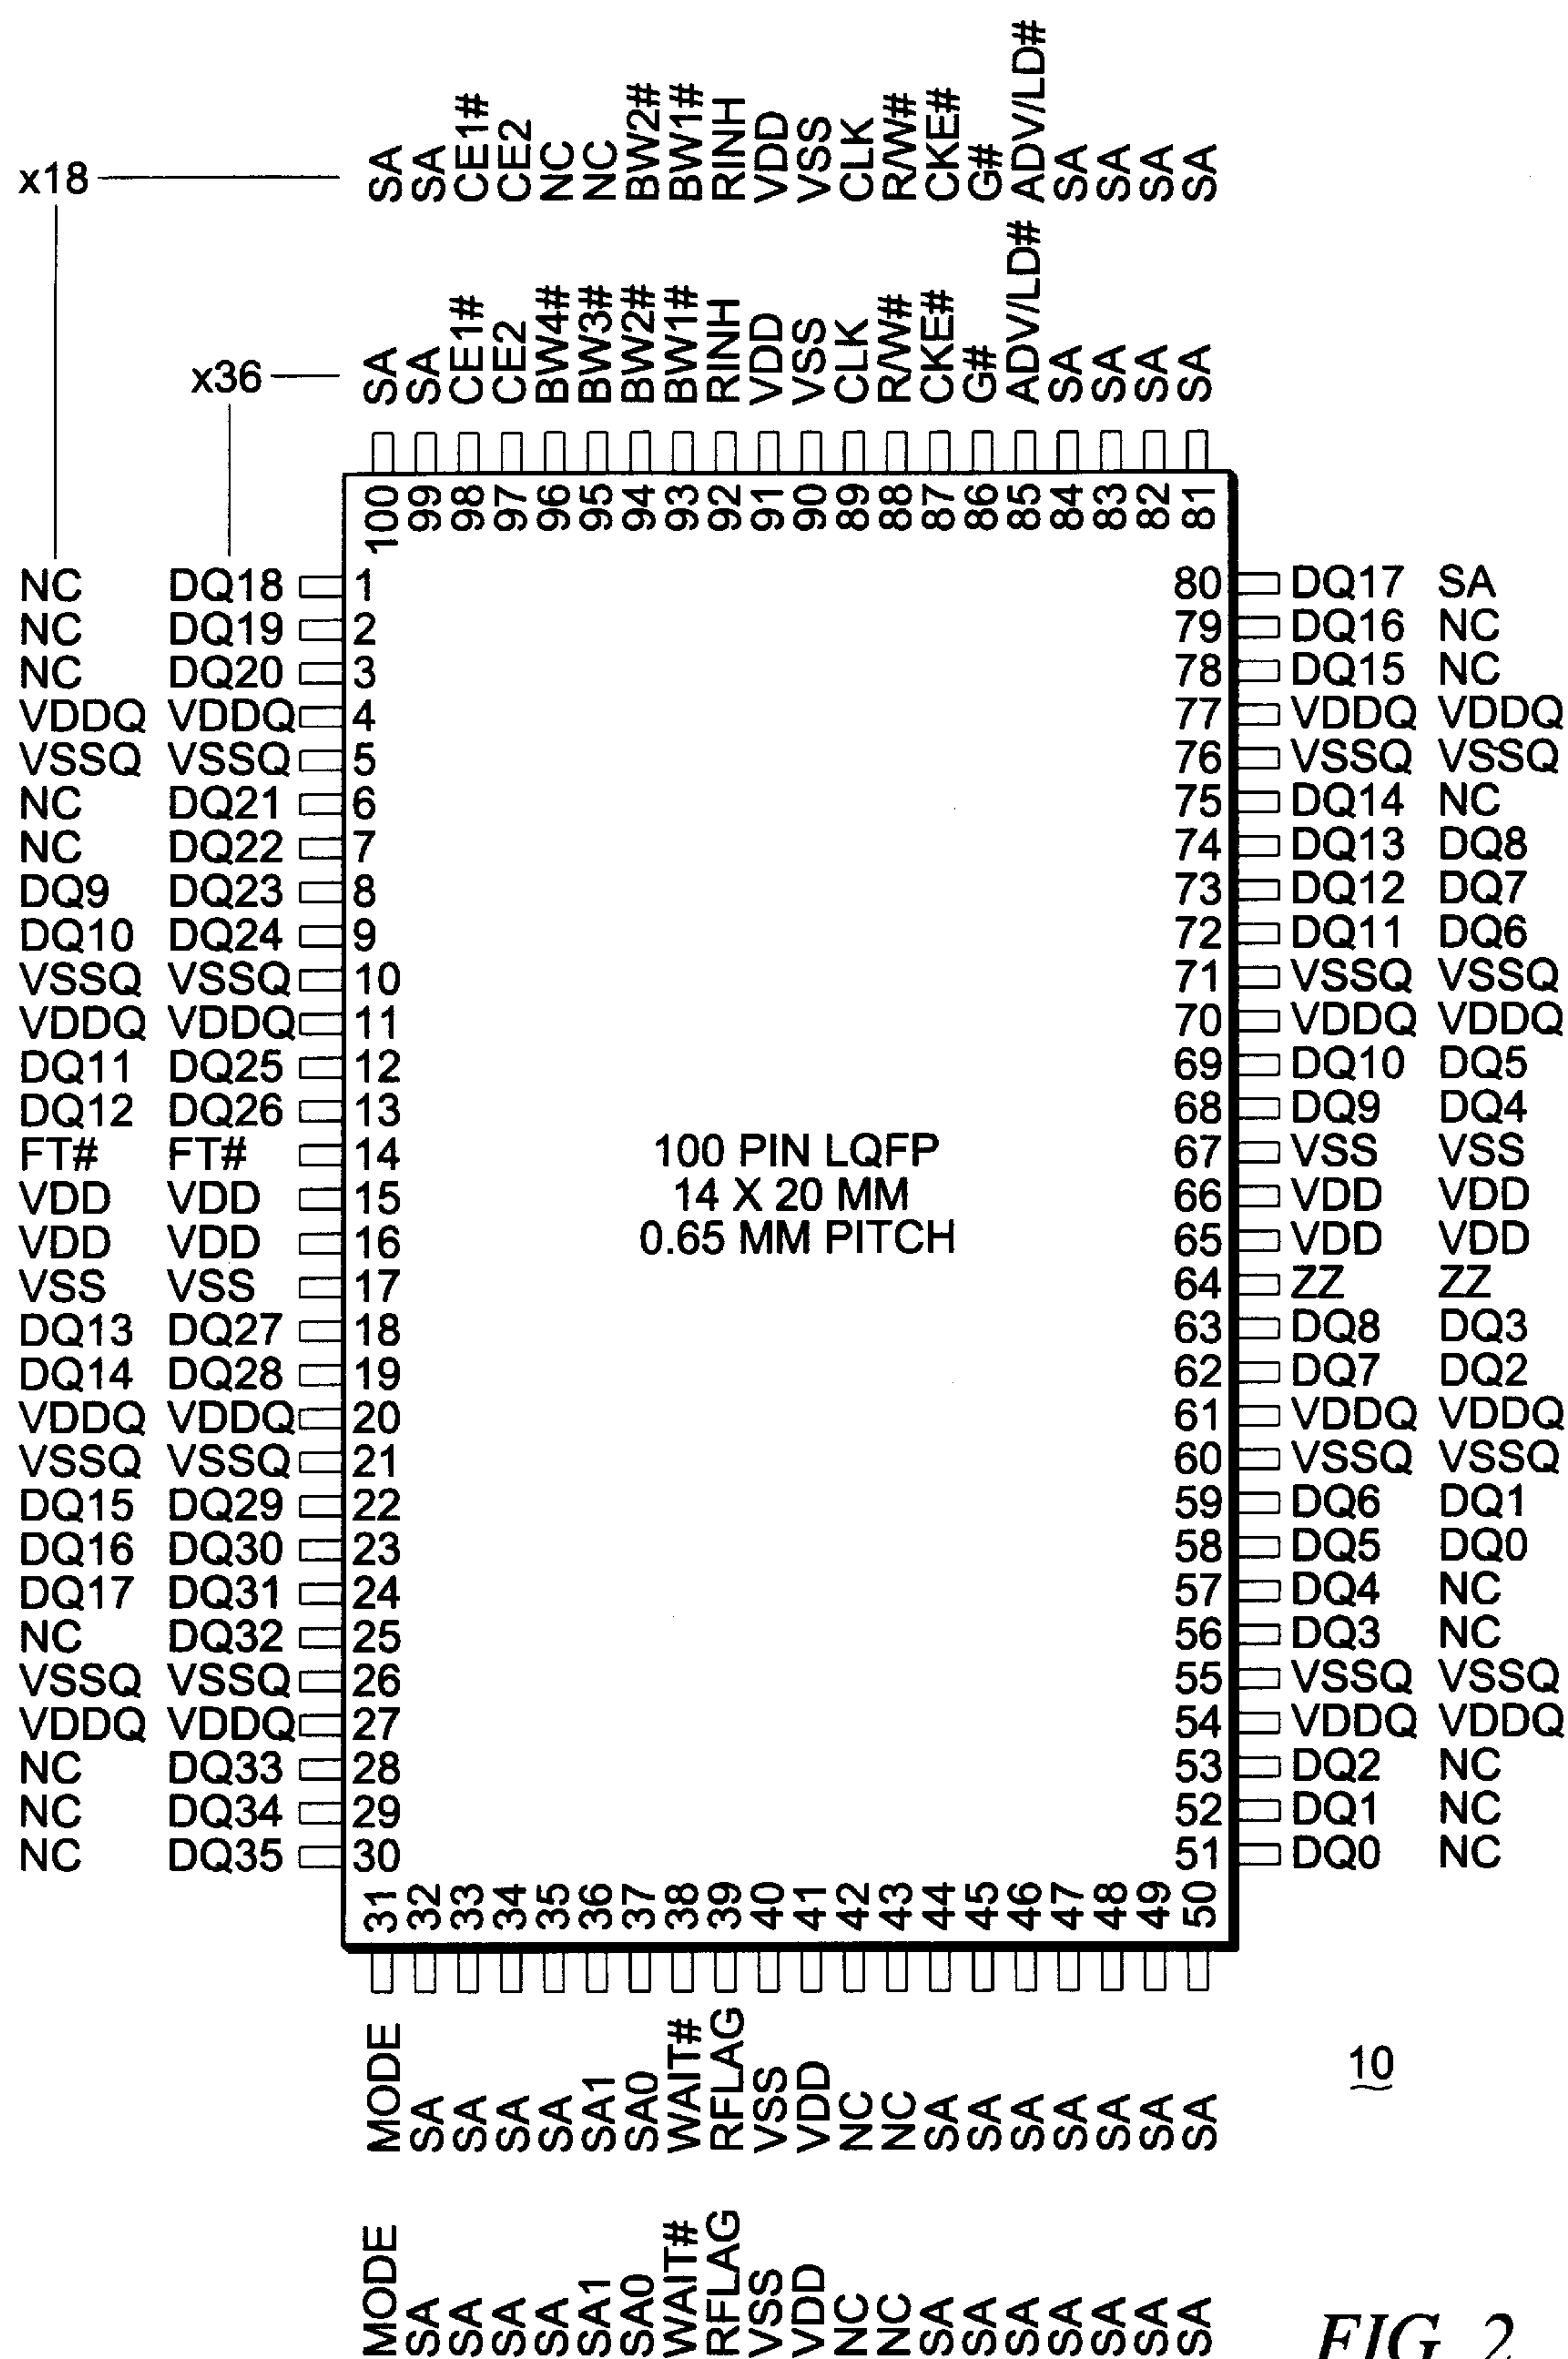 x18 SA SA CE1# CE2 NC NC BW2# BW1# RINH VDD VSS CLK R/W# CKE# G# ADV/LD# SA SA SA SA
x36 SA SA CE1# CE2 BW4# BW3# BW2# BW1# RINH VDD VSS CLK R/W# CKE# G# ADV/LD# SA SA SA SA
100 99 98 97 96 95 94 93 92 91 90 89 88 87 86 85 84 83 82 81
NC DQ18 1 80 DQ17 SA
NC DQ19 2 79 DQ16 NC
NC DQ20 3 78 DQ15 NC
VDDQ VDDQ 4 77 VDDQ VDDQ
VSSQ VSSQ 5 76 VSSQ VSSQ
NC DQ21 6 75 DQ14 NC
NC DQ22 7 74 DQ13 DQ8
DQ9 DQ23 8 73 DQ12 DQ7
DQ10 DQ24 9 72 DQ11 DQ6
VSSQ VSSQ 10 71 VSSQ VSSQ
VDDQ VDDQ 11 70 VDDQ VDDQ
DQ11 DQ25 12 69 DQ10 DQ5
DQ12 DQ26 13 68 DQ9 DQ4
FT# FT# 14 100 PIN LQFP 67 VSS VSS
VDD VDD 15 14 X 20 MM 66 VDD VDD
VDD VDD 16 0.65 MM PITCH 65 VDD VDD
VSS VSS 17 64 ZZ ZZ
DQ13 DQ27 18 63 DQ8 DQ3
DQ14 DQ28 19 62 DQ7 DQ2
VDDQ VDDQ 20 61 VDDQ VDDQ
VSSQ VSSQ 21 60 VSSQ VSSQ
DQ15 DQ29 22 59 DQ6 DQ1
DQ16 DQ30 23 58 DQ5 DQ0
DQ17 DQ31 24 57 DQ4 NC
NC DQ32 25 56 DQ3 NC
VSSQ VSSQ 26 55 VSSQ VSSQ
VDDQ VDDQ 27 54 VDDQ VDDQ
NC DQ33 28 53 DQ2 NC
NC DQ34 29 52 DQ1 NC
NC DQ35 30 51 DQ0 NC
31 32 33 34 35 36 37 38 39 40 41 42 43 44 45 46 47 48 49 50
MODE SA SA SA SA SA1 SA0 WAIT# RFLAG VSS VDD NC NC SA SA SA SA SA SA SA
10
MODE SA SA SA SA SA1 SA0 WAIT# RFLAG VSS VDD NC NC SA SA SA SA SA SA SA
FIG. 2